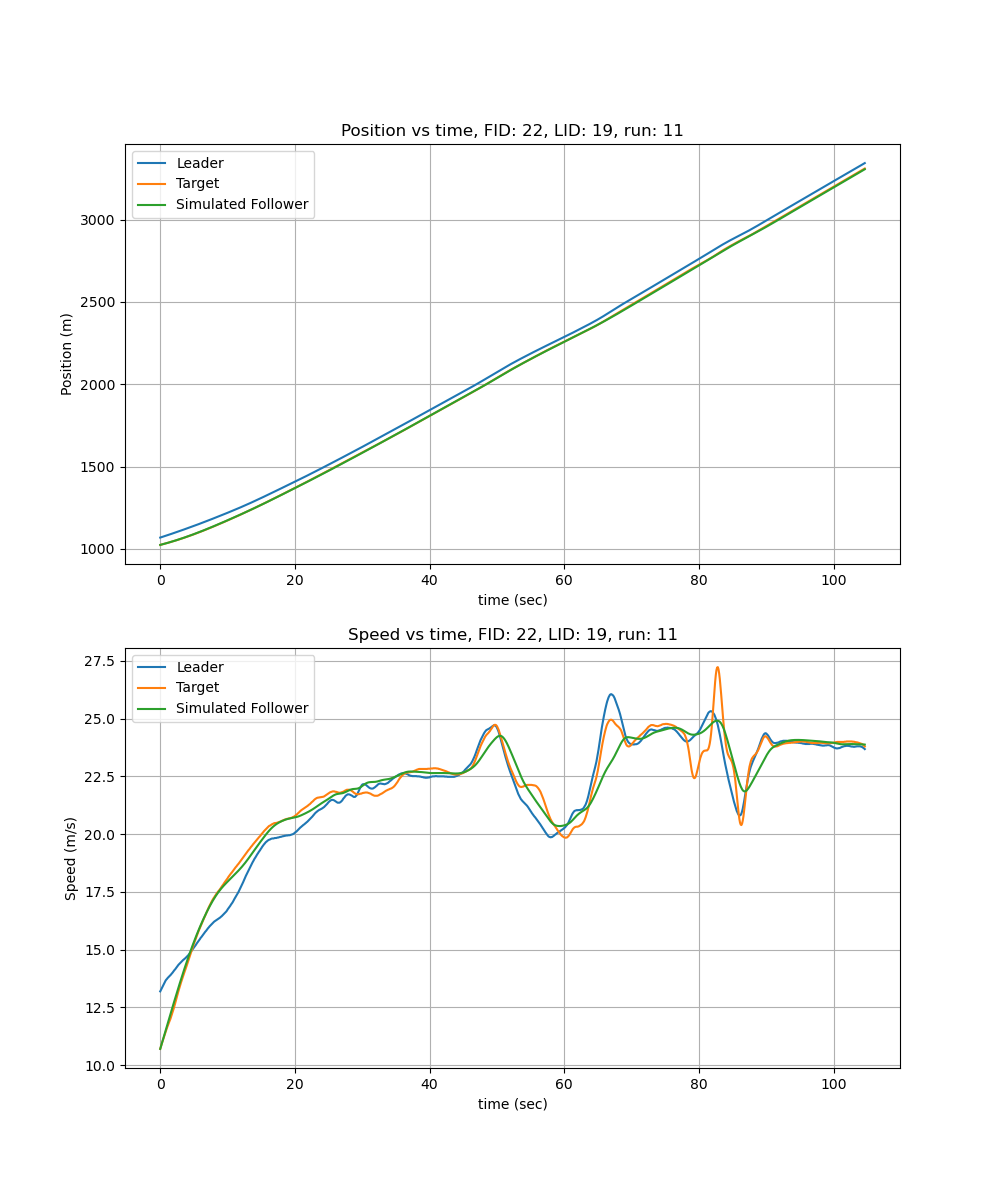 Position vs time, FID: 22, LID: 19, run: 11
Leader
Target
Simulated Follower
3000
2500
2000
1500
1000
Position (m)
0 20 40 60 80 100
time (sec)
Speed vs time, FID: 22, LID: 19, run: 11
Leader
Target
Simulated Follower
27.5
25.0
22.5
20.0
17.5
15.0
12.5
10.0
Speed (m/s)
0 20 40 60 80 100
time (sec)